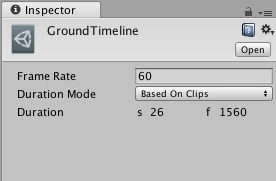 Inspector
GroundTimeline
Open
Frame Rate 60
Duration Mode Based On Clips
Duration s 26 f 1560